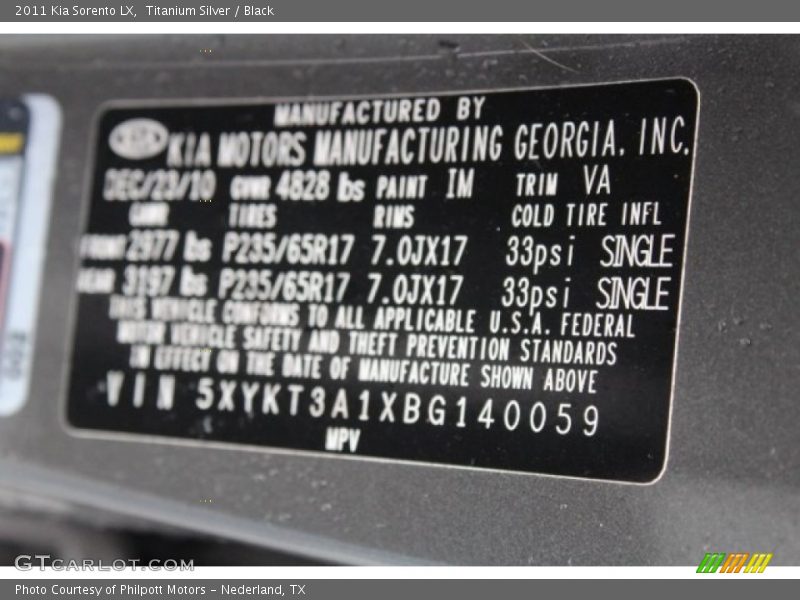 2011 Kia Sorento LX, Titanium Silver / Black
MANUFACTURED BY
KIA KIA MOTORS MANUFACTURING GEORGIA, INC.
DEC/23/10 GVWR 4828 lbs PAINT IM TRIM VA
GAWR TIRES RIMS COLD TIRE INFL
FRONT 2977 lbs P235/65R17 7.0JX17 33psi SINGLE
REAR 3197 lbs P235/65R17 7.0JX17 33psi SINGLE
THIS VEHICLE CONFORMS TO ALL APPLICABLE U.S.A. FEDERAL
MOTOR VEHICLE SAFETY AND THEFT PREVENTION STANDARDS
IN EFFECT ON THE DATE OF MANUFACTURE SHOWN ABOVE
VIN 5XYKT3A1XBG140059
MPV
GTCARLOT.COM
Photo Courtesy of Philpott Motors - Nederland, TX